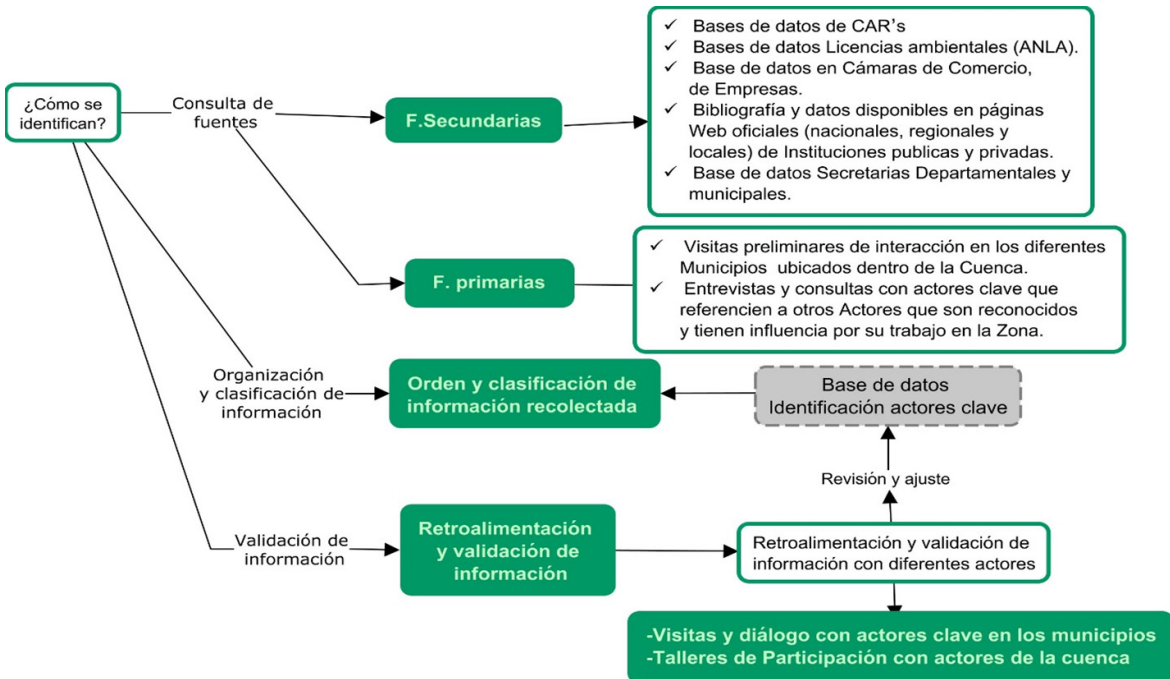 ¿Cómo se
identifican?
Consulta de
fuentes
F.Secundarias
✓ Bases de datos de CAR's
✓ Bases de datos Licencias ambientales (ANLA).
✓ Base de datos en Cámaras de Comercio,
de Empresas.
✓ Bibliografía y datos disponibles en páginas
Web oficiales (nacionales, regionales y
locales) de Instituciones publicas y privadas.
✓ Base de datos Secretarias Departamentales y
municipales.
F. primarias
✓ Visitas preliminares de interacción en los diferentes
Municipios ubicados dentro de la Cuenca.
✓ Entrevistas y consultas con actores clave que
referencien a otros Actores que son reconocidos
y tienen influencia por su trabajo en la Zona.
Organización
y clasificación de
información
Orden y clasificación de
información recolectada
Base de datos
Identificación actores clave
Revisión y ajuste
Validación de
información
Retroalimentación
y validación de
información
Retroalimentación y validación de
información con diferentes actores
-Visitas y diálogo con actores clave en los municipios
-Talleres de Participación con actores de la cuenca